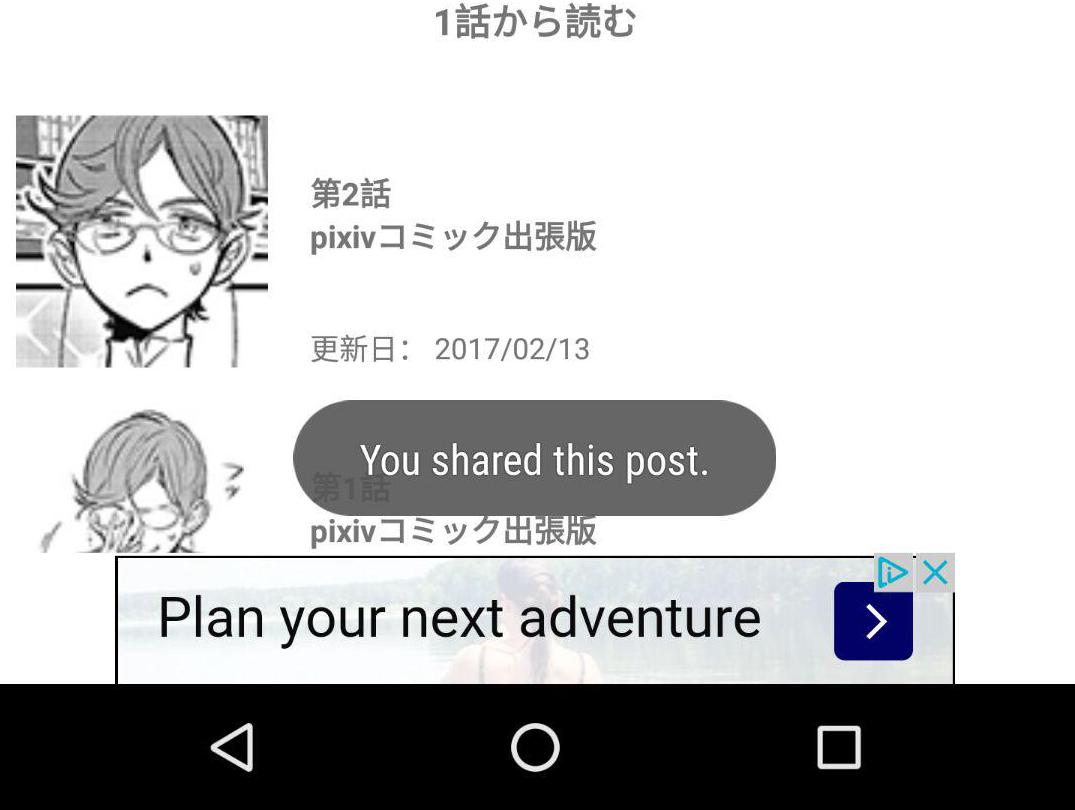 1話から読む
第2話
pixivコミック出張版
更新日： 2017/02/13
You shared this post.
第1話
pixivコミック出張版
Plan your next adventure